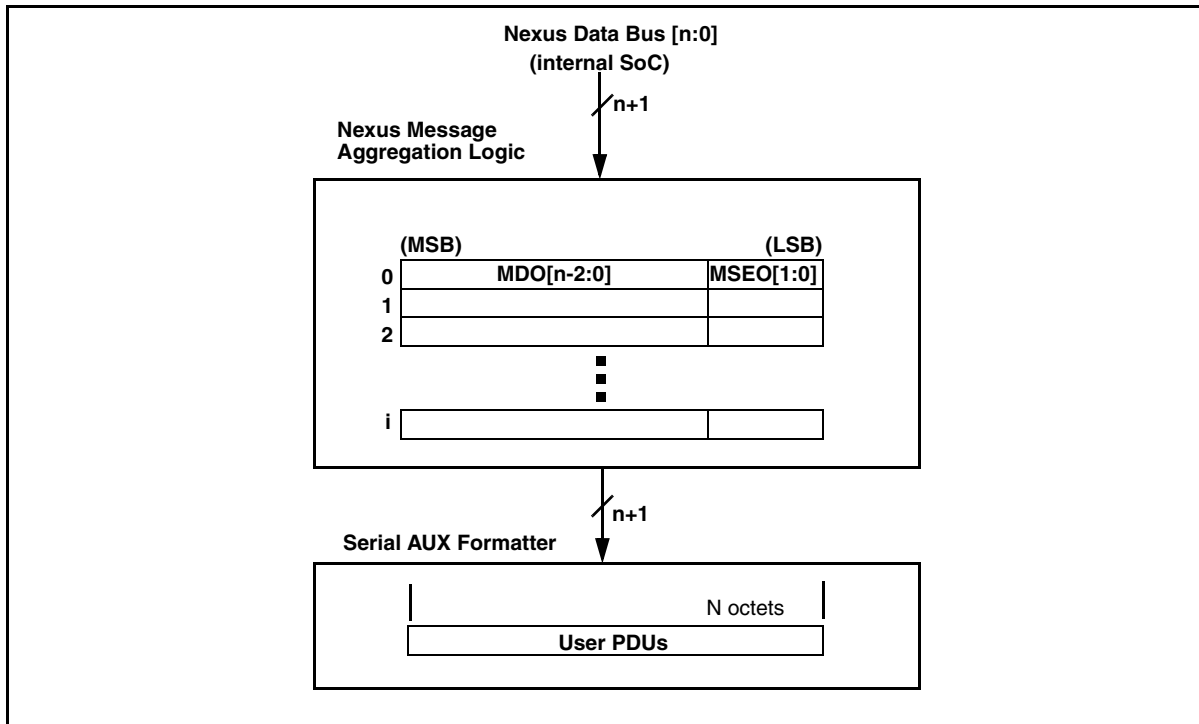 Nexus Data Bus [n:0]
(internal SoC)
n+1
Nexus Message
Aggregation Logic
(MSB) (LSB)
0 MDO[n-2:0] MSEO[1:0]
1
2
i
n+1
Serial AUX Formatter
N octets
User PDUs